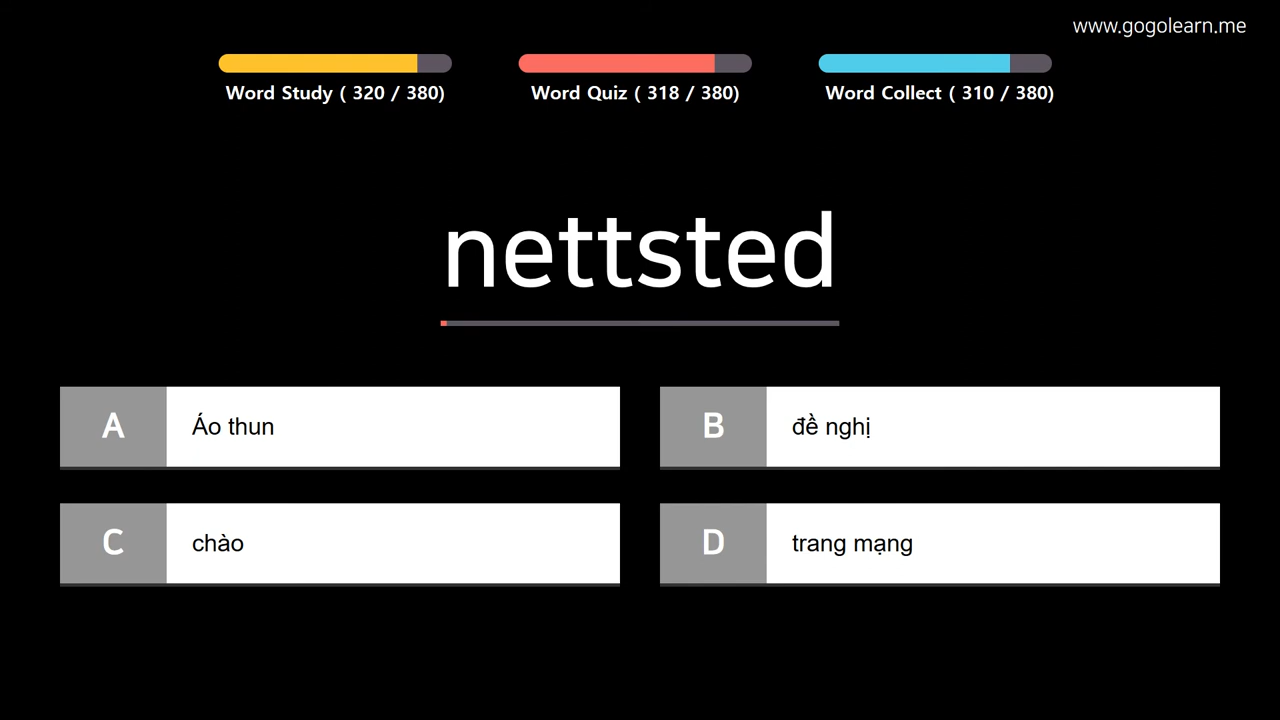 www.gogolearn.me
Word Study ( 320 / 380)
Word Quiz ( 318 / 380)
Word Collect ( 310 / 380)
nettsted
A Áo thun
B đề nghị
C chào
D trang mạng